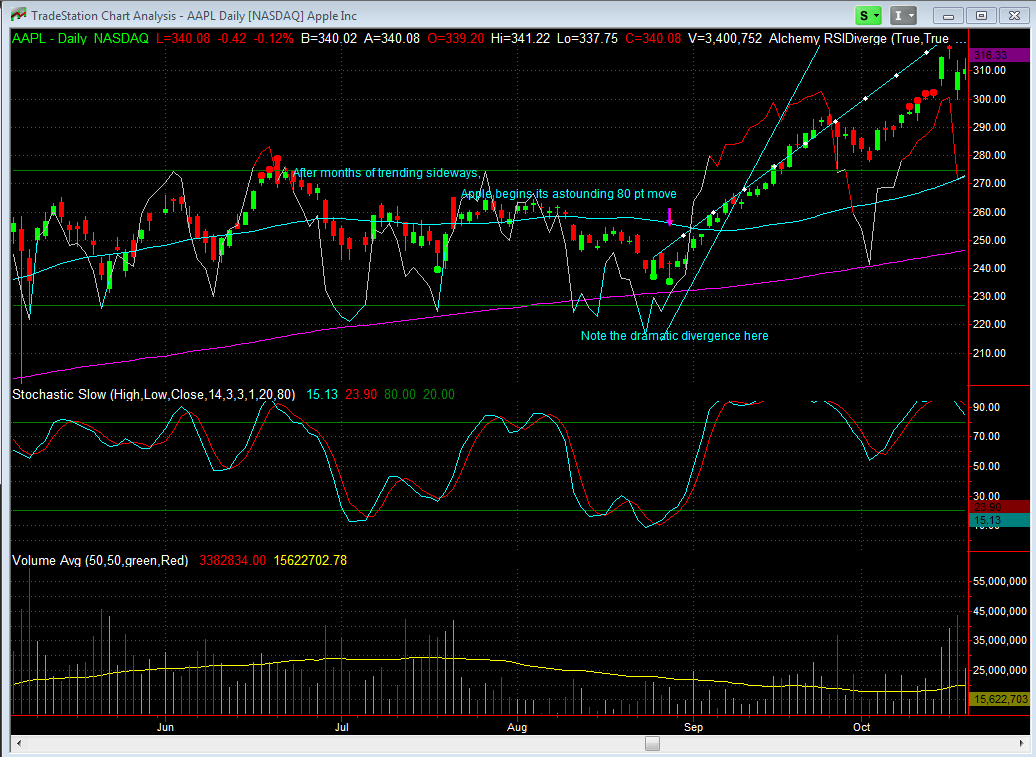 TradeStation Chart Analysis - AAPL Daily [NASDAQ] Apple Inc
S I
AAPL - Daily NASDAQ L=340.08 -0.42 -0.12% B=340.02 A=340.08 O=339.20 Hi=341.22 Lo=337.75 C=340.08 V=3,400,752 Alchemy RSIDiverge (True,True ...
316.33
310.00
300.00
290.00
280.00
After months of trending sideways,
270.00
Apple begins its astounding 80 pt move
260.00
250.00
240.00
230.00
220.00
Note the dramatic divergence here
210.00
Stochastic Slow (High,Low,Close,14,3,3,1,20,80) 15.13 23.90 80.00 20.00
90.00
70.00
50.00
30.00
23.90
15.13
10.00
Volume Avg (50,50,green,Red) 3382834.00 15622702.78
55,000,000
45,000,000
35,000,000
25,000,000
15,622,703
Jun Jul Aug Sep Oct